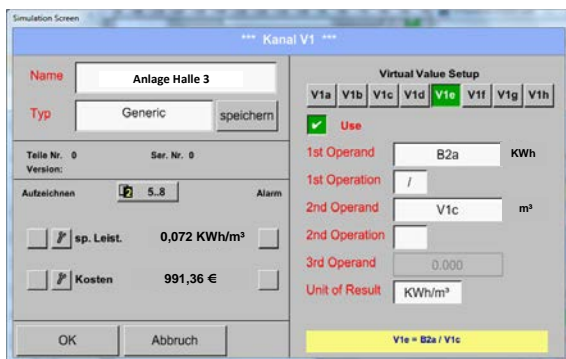 Simulation Screen
*** Kanal V1 ***
Name
Anlage Halle 3
Typ
Generic
speichern
Teile Nr. 0
Ser. Nr. 0
Version:
Aufzeichnen
2
5..8
Alarm
sp. Leist.
0,072 KWh/m³
Kosten
991,36 €
OK
Abbruch
Virtual Value Setup
V1a V1b V1c V1d V1e V1f V1g V1h
Use
1st Operand
B2a
KWh
1st Operation
/
2nd Operand
V1c
m³
2nd Operation
3rd Operand
0.000
Unit of Result
KWh/m³
V1e = B2a / V1c